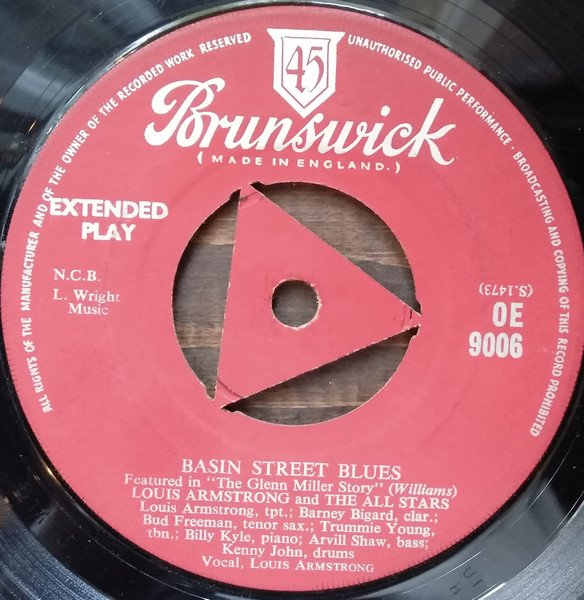 ALL RIGHTS OF THE MANUFACTURER AND OF THE OWNER OF THE RECORDED WORK RESERVED
UNAUTHORISED PUBLIC PERFORMANCE · BROADCASTING AND COPYING OF THIS RECORD PROHIBITED
45
Brunswick
(MADE IN ENGLAND.)
EXTENDED
PLAY
N.C.B.
L. Wright
Music
(S.1473)
OE
9006
BASIN STREET BLUES
Featured in "The Glenn Miller Story" (Williams)
LOUIS ARMSTRONG and THE ALL STARS
Louis Armstrong, tpt.; Barney Bigard, clar.;
Bud Freeman, tenor sax.; Trummie Young,
tbn.; Billy Kyle, piano; Arvill Shaw, bass;
Kenny John, drums
Vocal, LOUIS ARMSTRONG